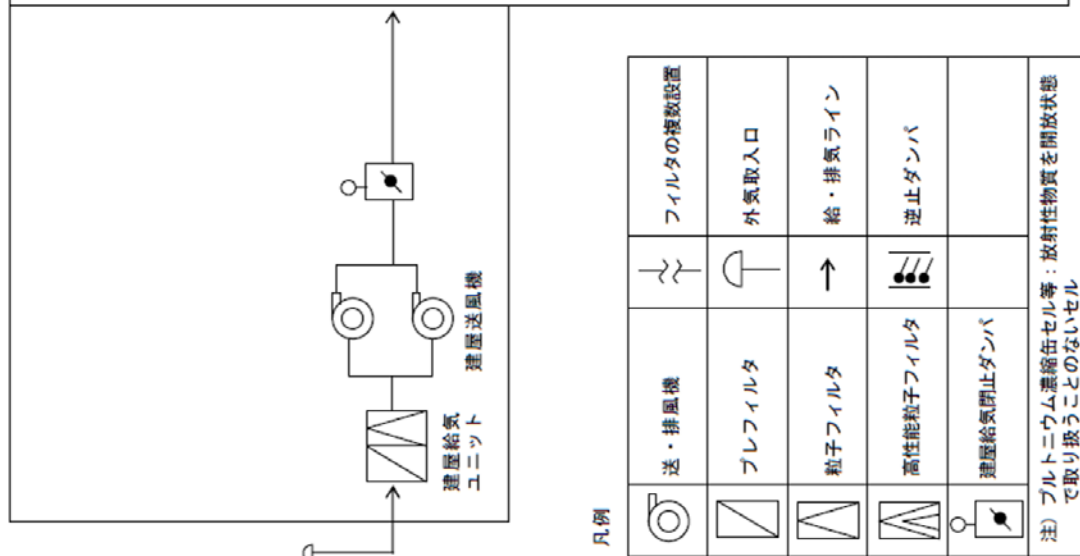 建屋給気
ユニット
建屋送風機
凡例
送・排風機
フィルタの複数設置
プレフィルタ
外気取入口
粒子フィルタ
給・排気ライン
高性能粒子フィルタ
逆止ダンパ
建屋給気閉止ダンパ
注）プルトニウム濃縮缶セル等：放射性物質を開放状態
で取り扱うことのないセル